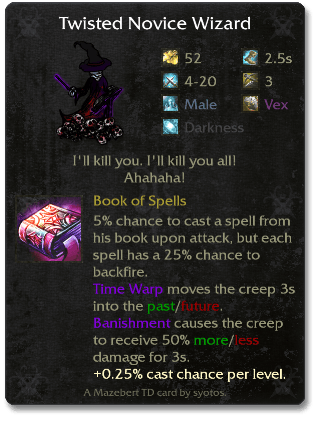 Twisted Novice Wizard
52 2.5s
4-20 3
Male Vex
Darkness
I'll kill you. I'll kill you all!
Ahahaha!
Book of Spells
5% chance to cast a spell from
his book upon attack, but each
spell has a 25% chance to
backfire.
Time Warp moves the creep 3s
into the past/future.
Banishment causes the creep
to receive 50% more/less
damage for 3s.
+0.25% cast chance per level.
A Mazebert TD card by syotos.